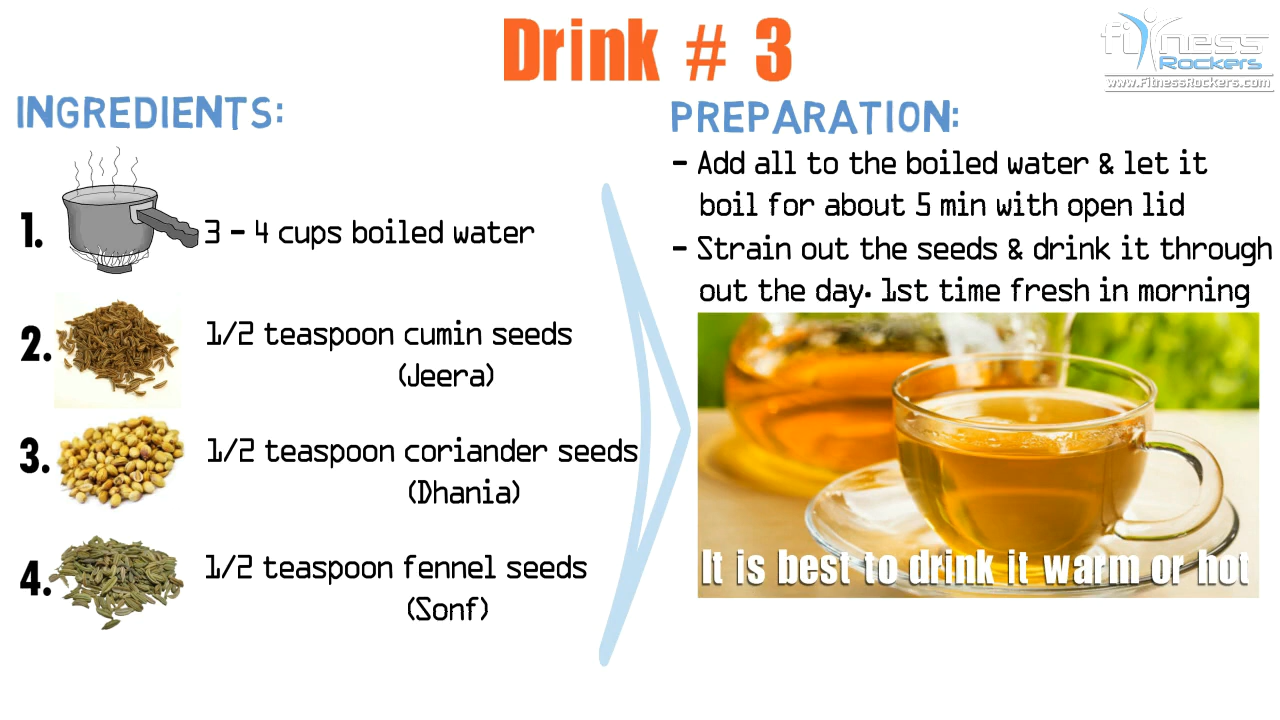 Drink # 3
fitness
Rockers
www.FitnessRockers.com
INGREDIENTS:
1.
3 - 4 cups boiled water
2.
1/2 teaspoon cumin seeds
(Jeera)
3.
1/2 teaspoon coriander seeds
(Dhania)
4.
1/2 teaspoon fennel seeds
(Sonf)
PREPARATION:
- Add all to the boiled water & let it
boil for about 5 min with open lid
- Strain out the seeds & drink it through
out the day. 1st time fresh in morning
It is best to drink it warm or hot